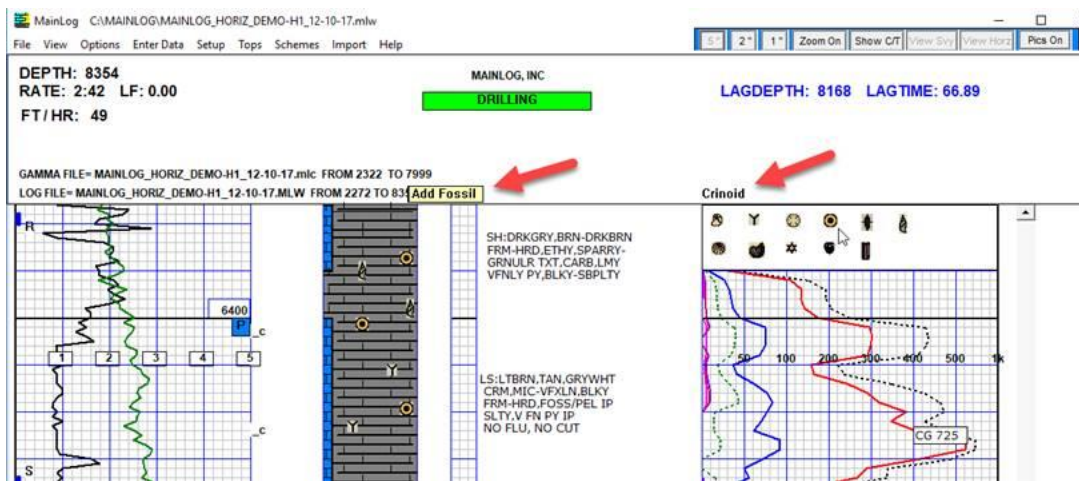 MainLog C:\MAINLOG\MAINLOG_HORIZ_DEMO-H1_12-10-17.mlw
File View Options Enter Data Setup Tops Schemes Import Help
5" 2" 1" Zoom On Show C/T View Svy View Horz Pics On
DEPTH: 8354
RATE: 2:42 LF: 0.00
FT/HR: 49
MAINLOG, INC
DRILLING
LAGDEPTH: 8168 LAGTIME: 66.89
GAMMA FILE= MAINLOG_HORIZ_DEMO-H1_12-10-17.mlc FROM 2322 TO 7999
LOG FILE= MAINLOG_HORIZ_DEMO-H1_12-10-17.MLW FROM 2272 TO 835
Add Fossil
Crinoid
R
SH:DRKGRY,BRN-DRKBRN
FRM-HRD,ETHY,SPARRY-
GRNULR TXT,CARB,LMY
VFNLY PY,BLKY-SBPLTY
6400
P
_c
1 2 3 4 5
50 100 200 300 400 500 1k
LS:LTBRN,TAN,GRYWHT
CRM,MIC-VFXLN,BLKY
FRM-HRD,FOSS/PEL IP
SLTY,V FN PY IP
NO FLU, NO CUT
_c
CG 725
S